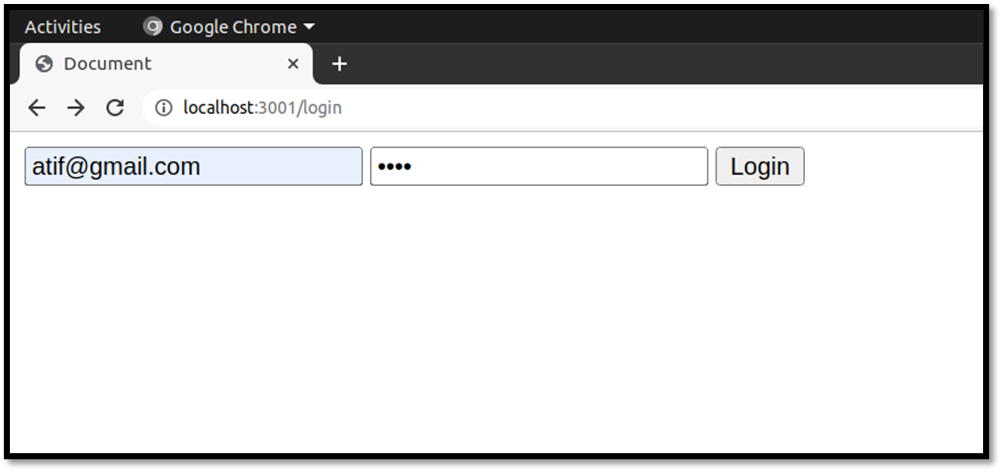 Activities Google Chrome
Document
localhost:3001/login
atif@gmail.com •••• Login